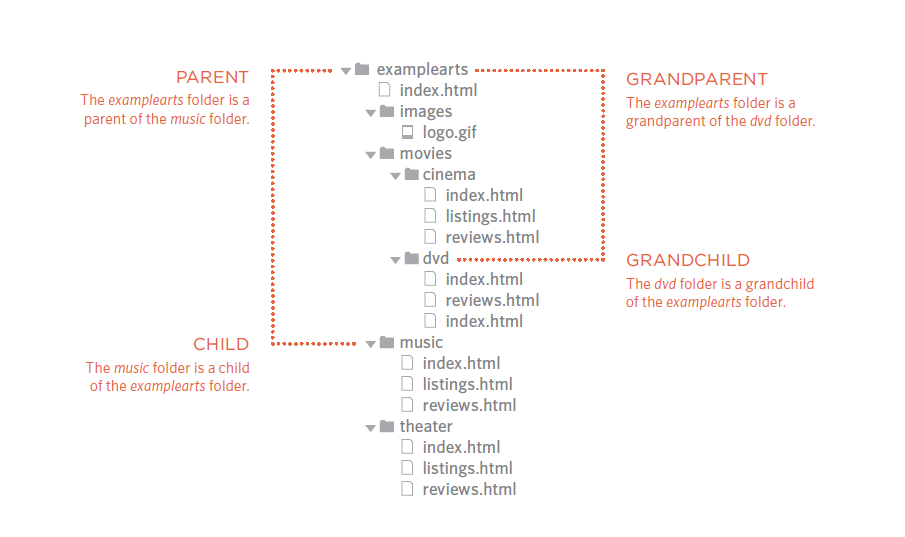 PARENT
The examplearts folder is a
parent of the music folder.
examplearts
index.html
images
logo.gif
movies
cinema
index.html
listings.html
reviews.html
dvd
index.html
reviews.html
index.html
music
index.html
listings.html
reviews.html
theater
index.html
listings.html
reviews.html
GRANDPARENT
The examplearts folder is a
grandparent of the dvd folder.
GRANDCHILD
The dvd folder is a grandchild
of the examplearts folder.
CHILD
The music folder is a child
of the examplearts folder.